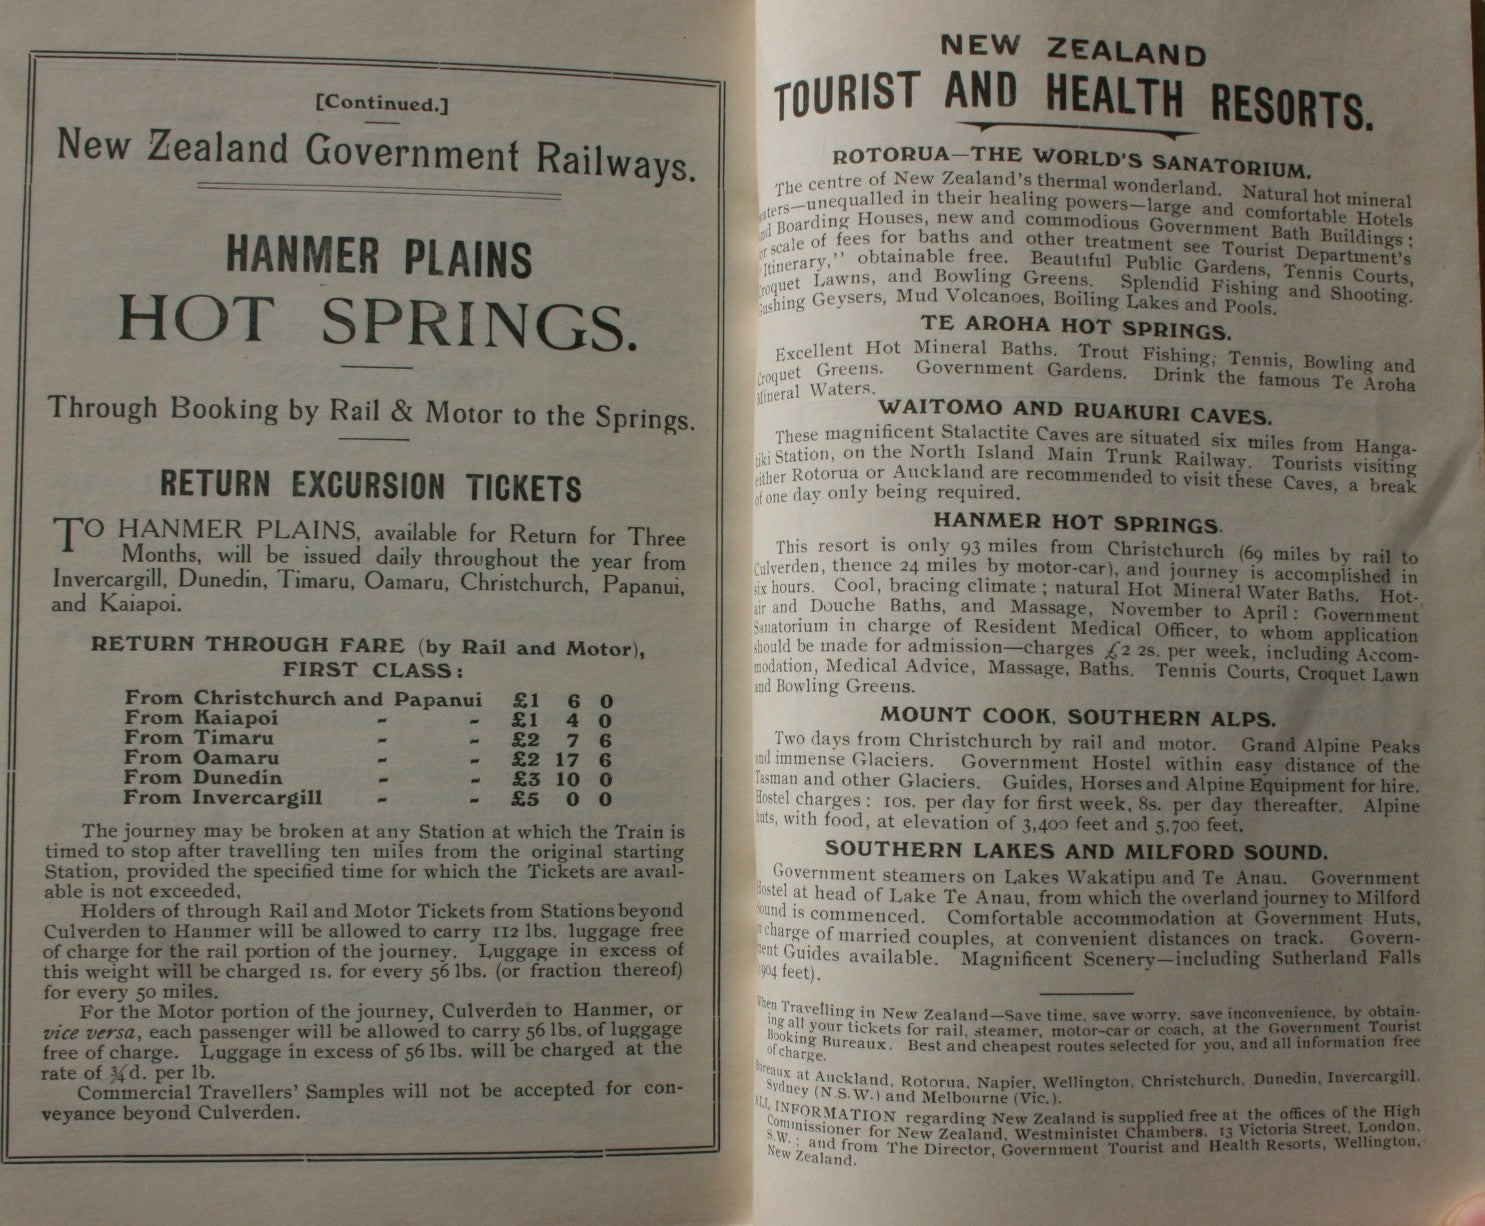 [Continued.]
New Zealand Government Railways.
HANMER PLAINS
HOT SPRINGS.
Through Booking by Rail & Motor to the Springs.
RETURN EXCURSION TICKETS
TO HANMER PLAINS, available for Return for Three
Months, will be issued daily throughout the year from
Invercargill, Dunedin, Timaru, Oamaru, Christchurch, Papanui,
and Kaiapoi.
RETURN THROUGH FARE (by Rail and Motor),
FIRST CLASS:
From Christchurch and Papanui £1 6 0
From Kaiapoi - - £1 4 0
From Timaru - - £2 7 6
From Oamaru - - £2 17 6
From Dunedin - - £3 10 0
From Invercargill - - £5 0 0
The journey may be broken at any Station at which the Train is
timed to stop after travelling ten miles from the original starting
Station, provided the specified time for which the Tickets are avail-
able is not exceeded,
Holders of through Rail and Motor Tickets from Stations beyond
Culverden to Hanmer will be allowed to carry 112 lbs. luggage free
of charge for the rail portion of the journey. Luggage in excess of
this weight will be charged 1s. for every 56 lbs. (or fraction thereof)
for every 50 miles.
For the Motor portion of the journey, Culverden to Hanmer, or
vice versa, each passenger will be allowed to carry 56 lbs. of luggage
free of charge. Luggage in excess of 56 lbs. will be charged at the
rate of ¾d. per lb.
Commercial Travellers' Samples will not be accepted for con-
veyance beyond Culverden.
NEW ZEALAND
TOURIST AND HEALTH RESORTS.
ROTORUA—THE WORLD'S SANATORIUM.
The centre of New Zealand's thermal wonderland. Natural hot mineral
waters—unequalled in their healing powers—large and comfortable Hotels
and Boarding Houses, new and commodious Government Bath Buildings;
for scale of fees for baths and other treatment see Tourist Department's
"Itinerary," obtainable free. Beautiful Public Gardens, Tennis Courts,
Croquet Lawns, and Bowling Greens. Splendid Fishing and Shooting.
Gushing Geysers, Mud Volcanoes, Boiling Lakes and Pools.
TE AROHA HOT SPRINGS.
Excellent Hot Mineral Baths. Trout Fishing, Tennis, Bowling and
Croquet Greens. Government Gardens. Drink the famous Te Aroha
Mineral Waters.
WAITOMO AND RUAKURI CAVES.
These magnificent Stalactite Caves are situated six miles from Hanga-
tiki Station, on the North Island Main Trunk Railway. Tourists visiting
either Rotorua or Auckland are recommended to visit these Caves, a break
of one day only being required.
HANMER HOT SPRINGS.
This resort is only 93 miles from Christchurch (69 miles by rail to
Culverden, thence 24 miles by motor-car), and journey is accomplished in
six hours. Cool, bracing climate; natural Hot Mineral Water Baths. Hot-
air and Douche Baths, and Massage, November to April: Government
Sanatorium in charge of Resident Medical Officer, to whom application
should be made for admission—charges £2 2s. per week, including Accom-
modation, Medical Advice, Massage, Baths. Tennis Courts, Croquet Lawn
and Bowling Greens.
MOUNT COOK, SOUTHERN ALPS.
Two days from Christchurch by rail and motor. Grand Alpine Peaks
and immense Glaciers. Government Hostel within easy distance of the
Tasman and other Glaciers. Guides, Horses and Alpine Equipment for hire.
Hostel charges: 10s. per day for first week, 8s. per day thereafter. Alpine
huts, with food, at elevation of 3,400 feet and 5,700 feet.
SOUTHERN LAKES AND MILFORD SOUND.
Government steamers on Lakes Wakatipu and Te Anau. Government
Hostel at head of Lake Te Anau, from which the overland journey to Milford
Sound is commenced. Comfortable accommodation at Government Huts,
in charge of married couples, at convenient distances on track. Govern-
ment Guides available. Magnificent Scenery—including Sutherland Falls
1904 feet).
When Travelling in New Zealand—Save time, save worry, save inconvenience, by obtain-
ing all your tickets for rail, steamer, motor-car or coach, at the Government Tourist
Booking Bureaux. Best and cheapest routes selected for you, and all information free
of charge.
Bureaux at Auckland, Rotorua, Napier, Wellington, Christchurch, Dunedin, Invercargill.
Sydney (N.S.W.) and Melbourne (Vic.).
ALL INFORMATION regarding New Zealand is supplied free at the offices of the High
Commissioner for New Zealand, Westminister Chambers, 13 Victoria Street, London,
S.W.; and from The Director, Government Tourist and Health Resorts, Wellington,
New Zealand.